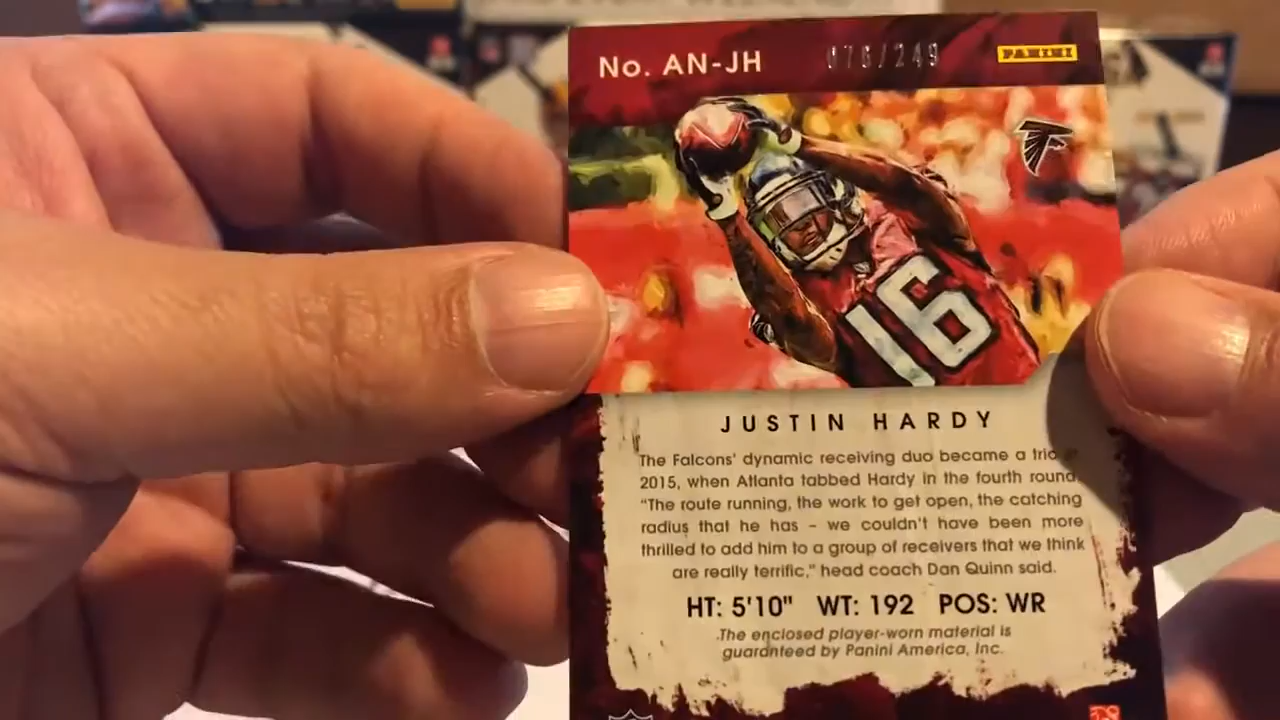 No. AN-JH 076/249 PANINI
16
JUSTIN HARDY
The Falcons' dynamic receiving duo became a trio
2015, when Atlanta tabbed Hardy in the fourth round
"The route running, the work to get open, the catching
radius that he has – we couldn't have been more
thrilled to add him to a group of receivers that we think
are really terrific," head coach Dan Quinn said.
HT: 5'10" WT: 192 POS: WR
The enclosed player-worn material is
guaranteed by Panini America, Inc.